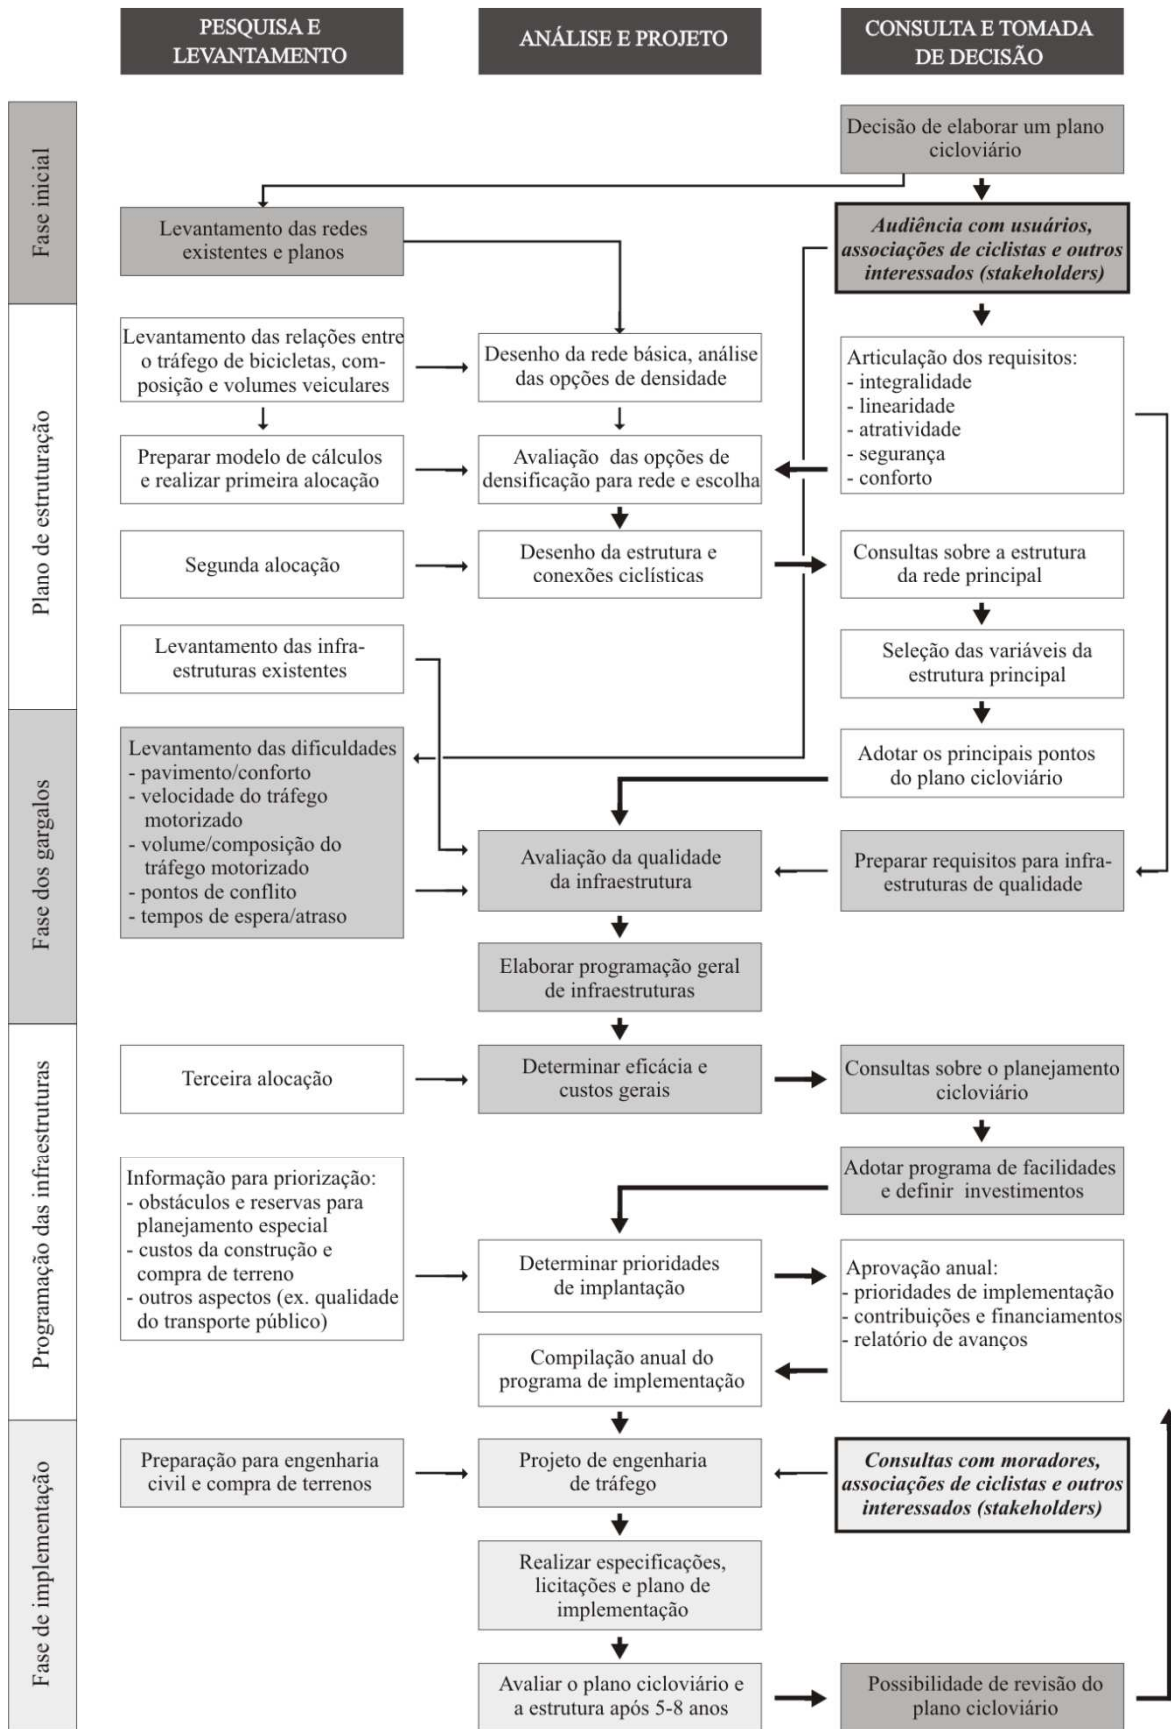 PESQUISA E
LEVANTAMENTO
ANÁLISE E PROJETO
CONSULTA E TOMADA
DE DECISÃO
Fase inicial
Decisão de elaborar um plano
cicloviário
Levantamento das redes
existentes e planos
Audiência com usuários,
associações de ciclistas e outros
interessados (stakeholders)
Plano de estruturação
Levantamento das relações entre
o tráfego de bicicletas, com-
posição e volumes veiculares
Desenho da rede básica, análise
das opções de densidade
Articulação dos requisitos:
- integralidade
- linearidade
- atratividade
- segurança
- conforto
Preparar modelo de cálculos
e realizar primeira alocação
Avaliação das opções de
densificação para rede e escolha
Segunda alocação
Desenho da estrutura e
conexões ciclísticas
Consultas sobre a estrutura
da rede principal
Levantamento das infra-
estruturas existentes
Seleção das variáveis da
estrutura principal
Fase dos gargalos
Levantamento das dificuldades
- pavimento/conforto
- velocidade do tráfego
motorizado
- volume/composição do
tráfego motorizado
- pontos de conflito
- tempos de espera/atraso
Adotar os principais pontos
do plano cicloviário
Avaliação da qualidade
da infraestrutura
Preparar requisitos para infra-
estruturas de qualidade
Elaborar programação geral
de infraestruturas
Programação das infraestruturas
Terceira alocação
Determinar eficácia e
custos gerais
Consultas sobre o planejamento
cicloviário
Adotar programa de facilidades
e definir investimentos
Informação para priorização:
- obstáculos e reservas para
planejamento especial
- custos da construção e
compra de terreno
- outros aspectos (ex. qualidade
do transporte público)
Determinar prioridades
de implantação
Aprovação anual:
- prioridades de implementação
- contribuições e financiamentos
- relatório de avanços
Compilação anual do
programa de implementação
Fase de implementação
Preparação para engenharia
civil e compra de terrenos
Projeto de engenharia
de tráfego
Consultas com moradores,
associações de ciclistas e outros
interessados (stakeholders)
Realizar especificações,
licitações e plano de
implementação
Avaliar o plano cicloviário e
a estrutura após 5-8 anos
Possibilidade de revisão do
plano cicloviário